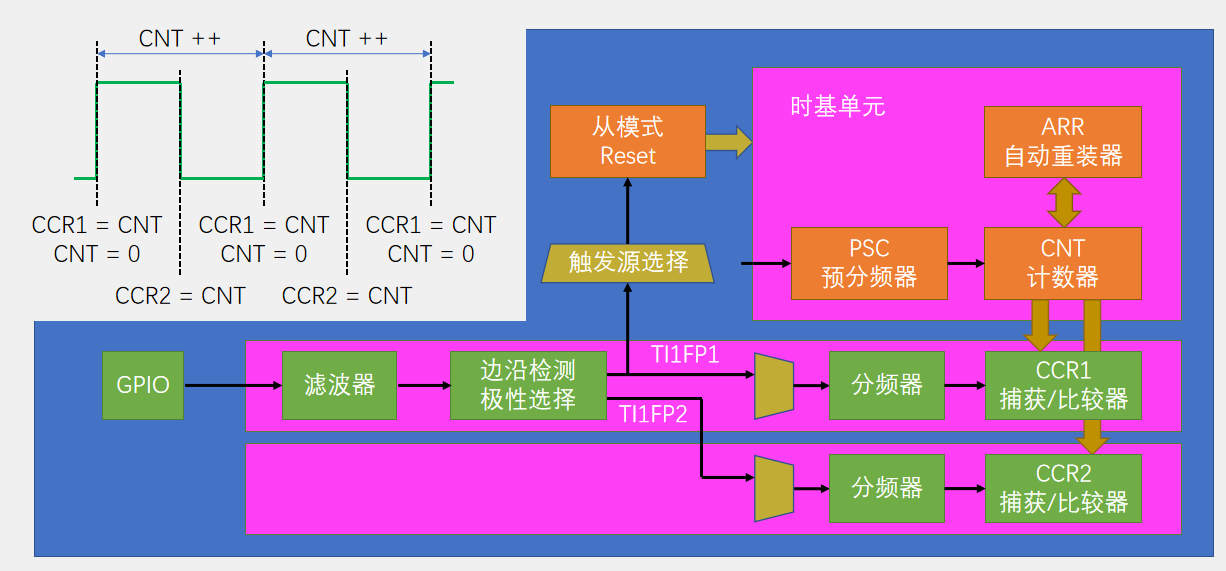 CNT ++
CNT ++
CCR1 = CNT
CNT = 0
CCR1 = CNT
CNT = 0
CCR1 = CNT
CNT = 0
CCR2 = CNT
CCR2 = CNT
从模式
Reset
时基单元
ARR
自动重装器
触发源选择
PSC
预分频器
CNT
计数器
GPIO
滤波器
边沿检测
极性选择
TI1FP1
TI1FP2
分频器
CCR1
捕获/比较器
分频器
CCR2
捕获/比较器